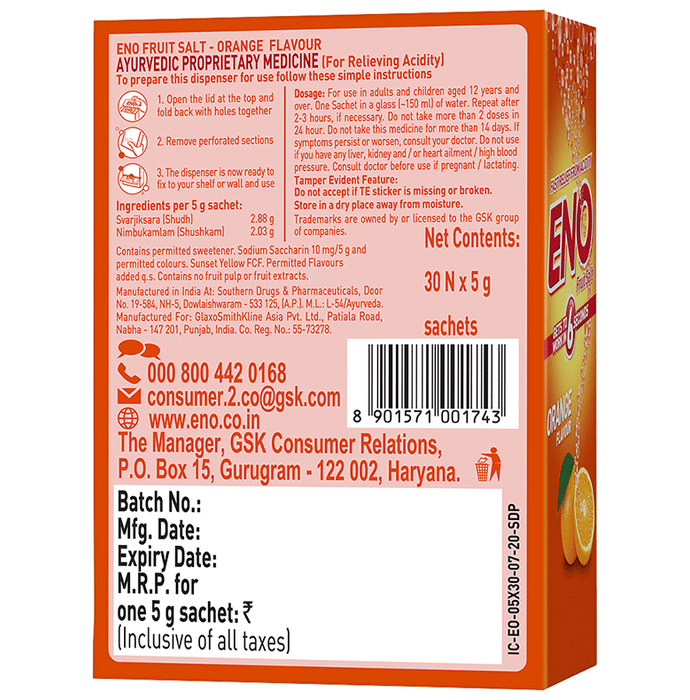 ENO FRUIT SALT - ORANGE FLAVOUR
AYURVEDIC PROPRIETARY MEDICINE (For Relieving Acidity)
To prepare this dispenser for use follow these simple instructions
1. Open the lid at the top and
fold back with holes together
2. Remove perforated sections
3. The dispenser is now ready to
fix to your shelf or wall and use
Ingredients per 5 g sachet:
Svarjiksara (Shudh) 2.88 g
Nimbukamlam (Shushkam) 2.03 g
Dosage: For use in adults and children aged 12 years and
over. One Sachet in a glass (~150 ml) of water. Repeat after
2-3 hours, if necessary. Do not take more than 2 doses in
24 hour. Do not take this medicine for more than 14 days. If
symptoms persist or worsen, consult your doctor. Do not use
if you have any liver, kidney and / or heart ailment / high blood
pressure. Consult doctor before use if pregnant / lactating.
Tamper Evident Feature:
Do not accept if TE sticker is missing or broken.
Store in a dry place away from moisture.
Trademarks are owned by or licensed to the GSK group
of companies.
Contains permitted sweetener. Sodium Saccharin 10 mg/5 g and
permitted colours. Sunset Yellow FCF. Permitted Flavours
added q.s. Contains no fruit pulp or fruit extracts.
Manufactured in India At: Southern Drugs & Pharmaceuticals, Door
No. 19-584, NH-5, Dowlaishwaram - 533 125, (A.P.). M.L.: L-54/Ayurveda.
Manufactured For: GlaxoSmithKline Asia Pvt. Ltd., Patiala Road,
Nabha - 147 201, Punjab, India. Co. Reg. No.: 55-73278.
Net Contents:
30 N x 5 g
sachets
000 800 442 0168
consumer.2.co@gsk.com
www.eno.co.in
8 901571 001743
The Manager, GSK Consumer Relations,
P.O. Box 15, Gurugram - 122 002, Haryana.
Batch No.:
Mfg. Date:
Expiry Date:
M.R.P. for
one 5 g sachet: ₹
(Inclusive of all taxes)
IC-EO-05X30-07-20-SDP
FAST RELIEF FROM ACIDITY
ENO
Fruit Salt
GETS TO
WORK IN
6
SECONDS
ORANGE
FLAVOUR